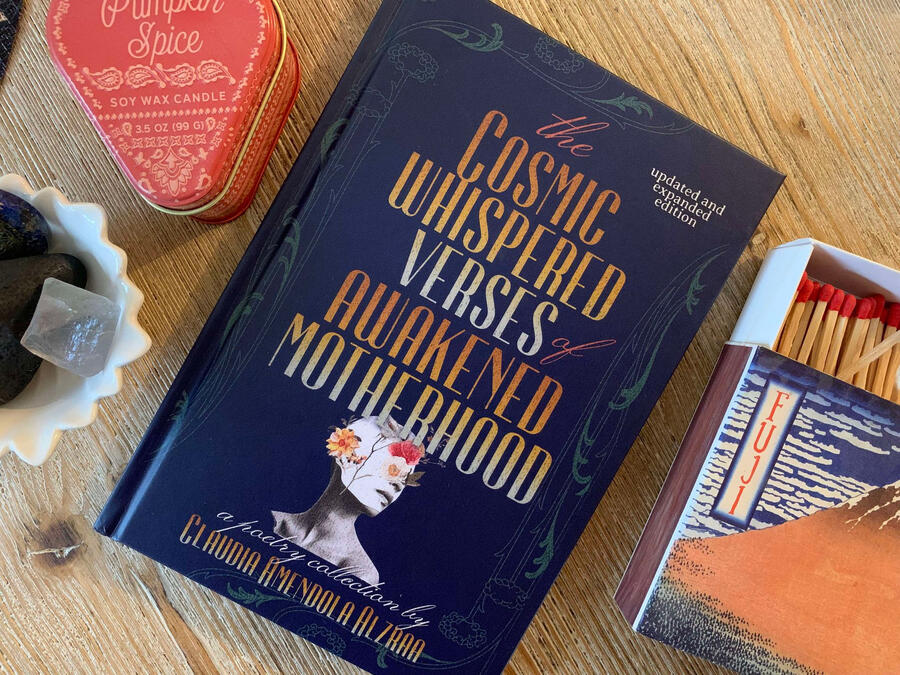 Pumpkin
Spice
SOY WAX CANDLE
3.5 OZ (99 G)
the
COSMIC
WHISPERED
VERSES of
AWAKENED
MOTHERHOOD
updated and
expanded
edition
a poetry collection by
CLAUDIA AMENDOLA ALZRAA
FUJI